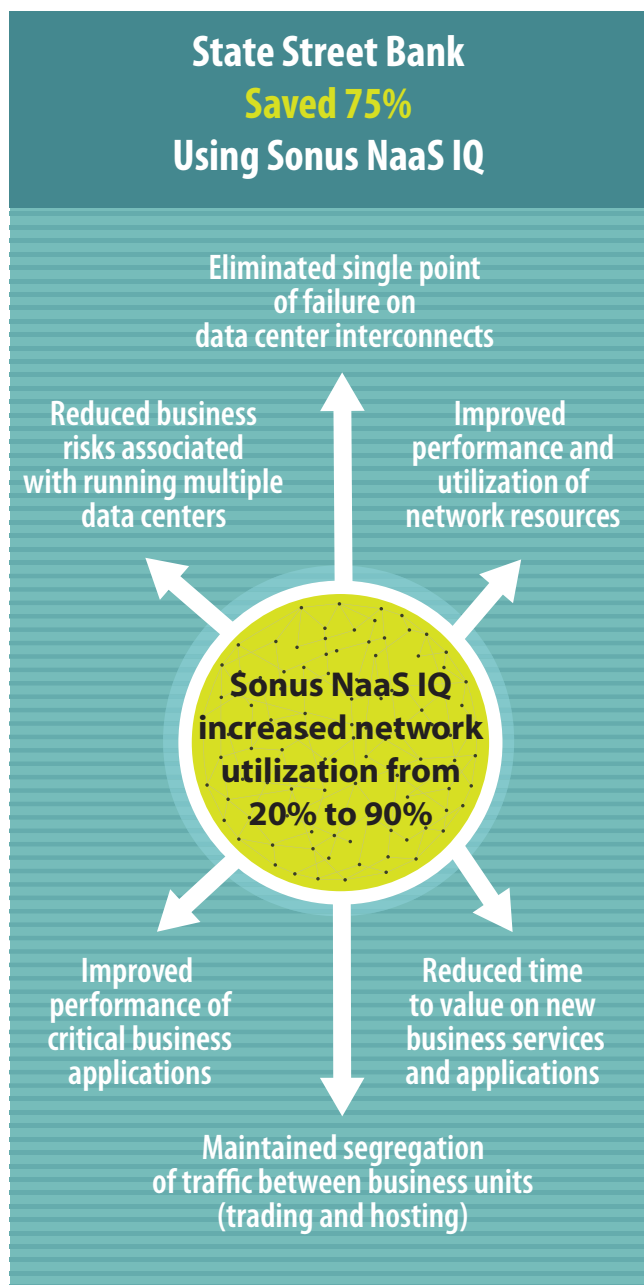 State Street Bank
Saved 75%
Using Sonus NaaS IQ
Eliminated single point
of failure on
data center interconnects
Reduced business
risks associated
with running multiple
data centers
Improved
performance and
utilization of
network resources
Sonus NaaS IQ
increased network
utilization from
20% to 90%
Improved
performance of
critical business
applications
Reduced time
to value on new
business services
and applications
Maintained segregation
of traffic between business units
(trading and hosting)